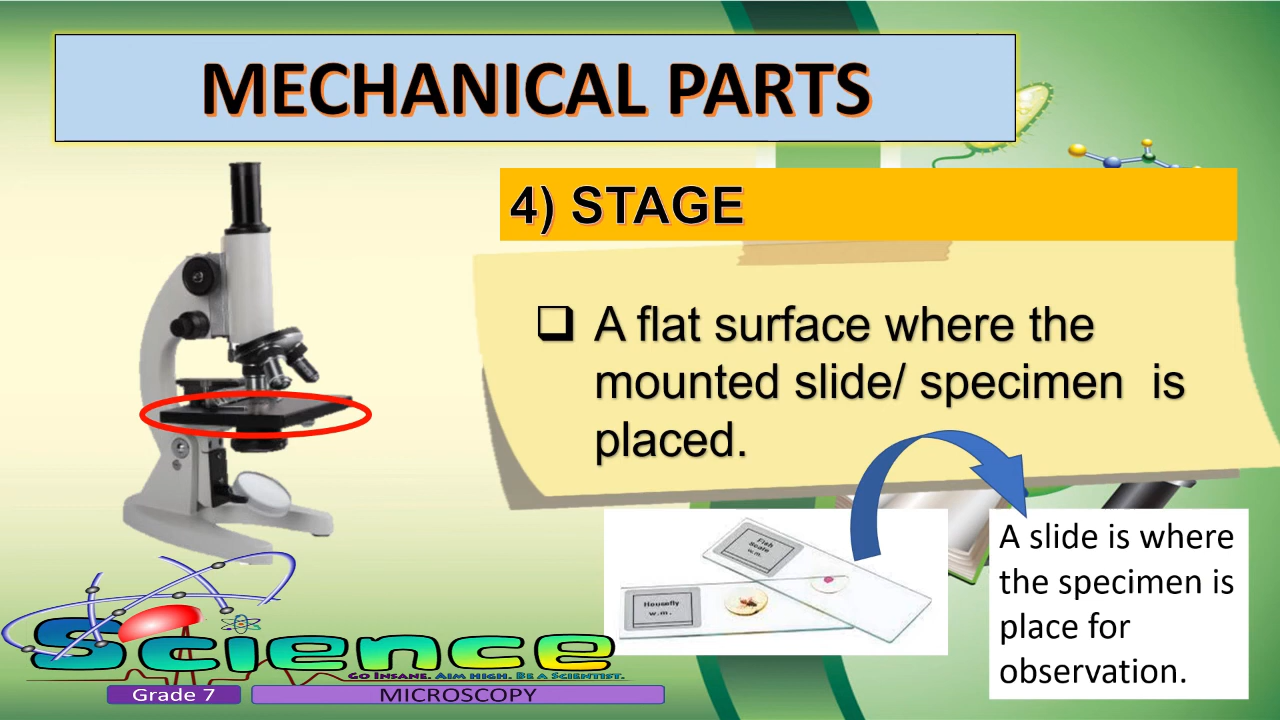 MECHANICAL PARTS
4) STAGE
❑ A flat surface where the
mounted slide/ specimen is
placed.
Fish
Scale
w.m.
Housefly
w.m.
A slide is where
the specimen is
place for
observation.
Science
GO INSANE. AIM HIGH. BE A SCIENTIST.
Grade 7
MICROSCOPY